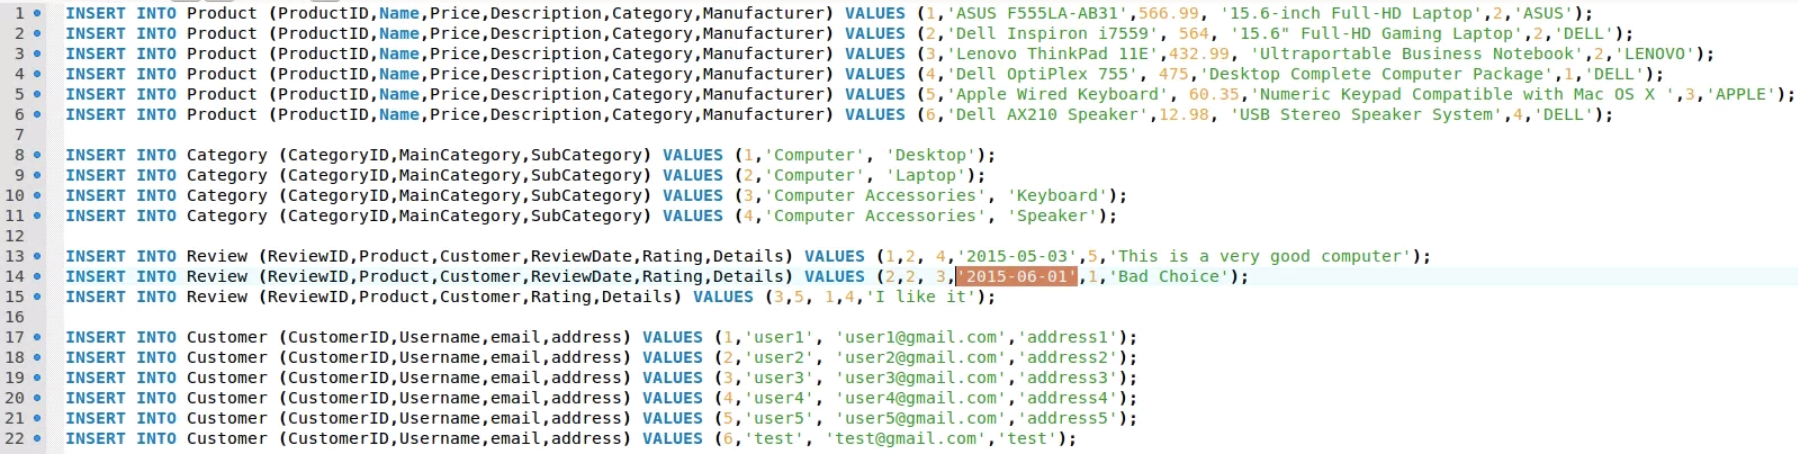 1 INSERT INTO Product (ProductID,Name,Price,Description,Category,Manufacturer) VALUES (1,'ASUS F555LA-AB31',566.99, '15.6-inch Full-HD Laptop',2,'ASUS');
2 INSERT INTO Product (ProductID,Name,Price,Description,Category,Manufacturer) VALUES (2,'Dell Inspiron i7559', 564, '15.6" Full-HD Gaming Laptop',2,'DELL');
3 INSERT INTO Product (ProductID,Name,Price,Description,Category,Manufacturer) VALUES (3,'Lenovo ThinkPad 11E',432.99, 'Ultraportable Business Notebook',2,'LENOVO');
4 INSERT INTO Product (ProductID,Name,Price,Description,Category,Manufacturer) VALUES (4,'Dell OptiPlex 755', 475,'Desktop Complete Computer Package',1,'DELL');
5 INSERT INTO Product (ProductID,Name,Price,Description,Category,Manufacturer) VALUES (5,'Apple Wired Keyboard', 60.35,'Numeric Keypad Compatible with Mac OS X ',3,'APPLE');
6 INSERT INTO Product (ProductID,Name,Price,Description,Category,Manufacturer) VALUES (6,'Dell AX210 Speaker',12.98, 'USB Stereo Speaker System',4,'DELL');
7
8 INSERT INTO Category (CategoryID,MainCategory,SubCategory) VALUES (1,'Computer', 'Desktop');
9 INSERT INTO Category (CategoryID,MainCategory,SubCategory) VALUES (2,'Computer', 'Laptop');
10 INSERT INTO Category (CategoryID,MainCategory,SubCategory) VALUES (3,'Computer Accessories', 'Keyboard');
11 INSERT INTO Category (CategoryID,MainCategory,SubCategory) VALUES (4,'Computer Accessories', 'Speaker');
12
13 INSERT INTO Review (ReviewID,Product,Customer,ReviewDate,Rating,Details) VALUES (1,2, 4,'2015-05-03',5,'This is a very good computer');
14 INSERT INTO Review (ReviewID,Product,Customer,ReviewDate,Rating,Details) VALUES (2,2, 3,'2015-06-01',1,'Bad Choice');
15 INSERT INTO Review (ReviewID,Product,Customer,Rating,Details) VALUES (3,5, 1,4,'I like it');
16
17 INSERT INTO Customer (CustomerID,Username,email,address) VALUES (1,'user1', 'user1@gmail.com','address1');
18 INSERT INTO Customer (CustomerID,Username,email,address) VALUES (2,'user2', 'user2@gmail.com','address2');
19 INSERT INTO Customer (CustomerID,Username,email,address) VALUES (3,'user3', 'user3@gmail.com','address3');
20 INSERT INTO Customer (CustomerID,Username,email,address) VALUES (4,'user4', 'user4@gmail.com','address4');
21 INSERT INTO Customer (CustomerID,Username,email,address) VALUES (5,'user5', 'user5@gmail.com','address5');
22 INSERT INTO Customer (CustomerID,Username,email,address) VALUES (6,'test', 'test@gmail.com','test');